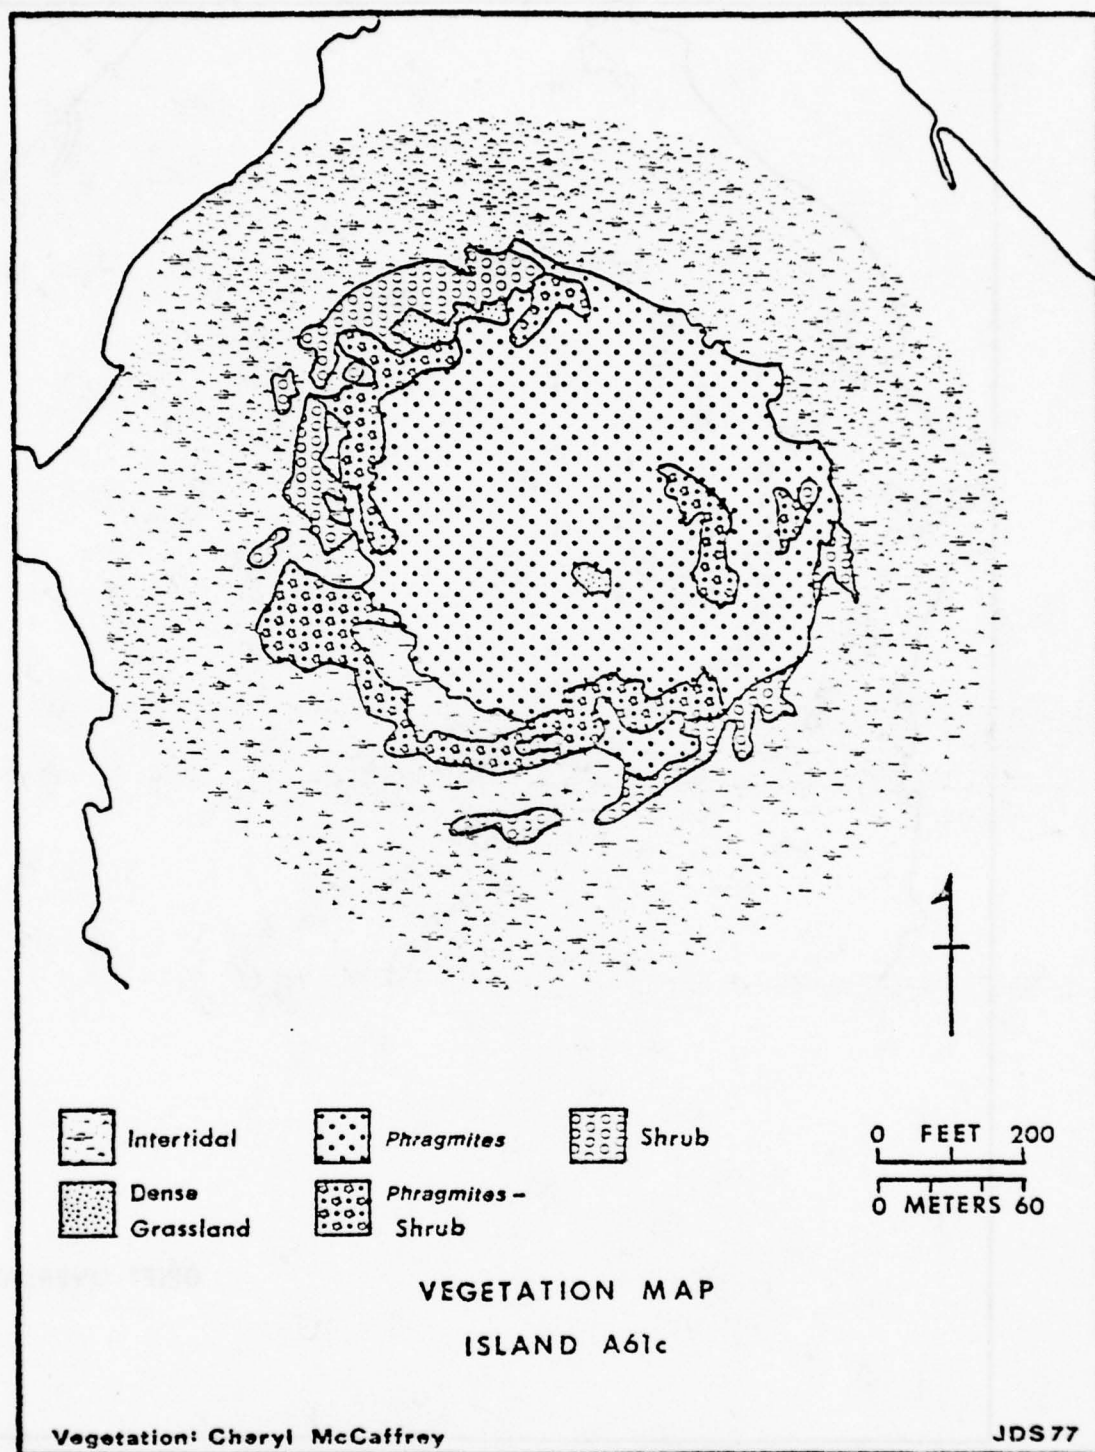 Intertidal
Phragmites
Shrub
Dense
Grassland
Phragmites-
Shrub
0 FEET 200
0 METERS 60
VEGETATION MAP
ISLAND A61c
Vegetation: Cheryl McCaffrey
JDS77